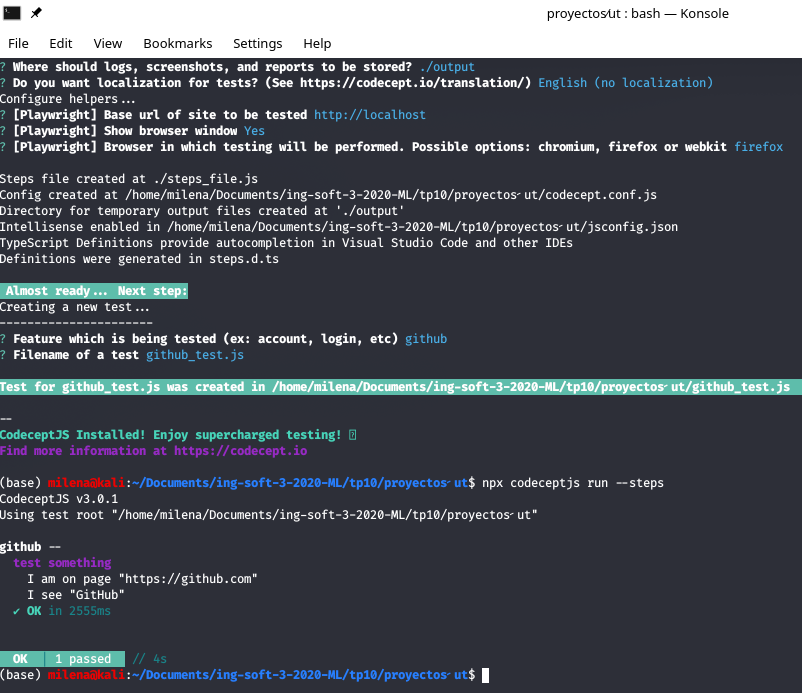 proyectos-ut : bash — Konsole
File Edit View Bookmarks Settings Help
? Where should logs, screenshots, and reports to be stored? ./output
? Do you want localization for tests? (See https://codecept.io/translation/) English (no localization)
Configure helpers...
? [Playwright] Base url of site to be tested http://localhost
? [Playwright] Show browser window Yes
? [Playwright] Browser in which testing will be performed. Possible options: chromium, firefox or webkit firefox
Steps file created at ./steps_file.js
Config created at /home/milena/Documents/ing-soft-3-2020-ML/tp10/proyectos-ut/codecept.conf.js
Directory for temporary output files created at './output'
Intellisense enabled in /home/milena/Documents/ing-soft-3-2020-ML/tp10/proyectos-ut/jsconfig.json
TypeScript Definitions provide autocompletion in Visual Studio Code and other IDEs
Definitions were generated in steps.d.ts
Almost ready... Next step:
Creating a new test...
----------------------
? Feature which is being tested (ex: account, login, etc) github
? Filename of a test github_test.js
Test for github_test.js was created in /home/milena/Documents/ing-soft-3-2020-ML/tp10/proyectos-ut/github_test.js
--
CodeceptJS Installed! Enjoy supercharged testing!
Find more information at https://codecept.io
(base) milena@kali:~/Documents/ing-soft-3-2020-ML/tp10/proyectos-ut$ npx codeceptjs run --steps
CodeceptJS v3.0.1
Using test root "/home/milena/Documents/ing-soft-3-2020-ML/tp10/proyectos-ut"
github --
test something
I am on page "https://github.com"
I see "GitHub"
✔ OK in 2555ms
OK | 1 passed // 4s
(base) milena@kali:~/Documents/ing-soft-3-2020-ML/tp10/proyectos-ut$